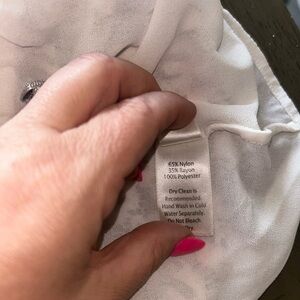 65% Nylon
35% Rayon
100% Polyester
Dry Clean is
Recommended
Hand Wash in Cold
Water Separately.
Do Not Bleach
Dry.